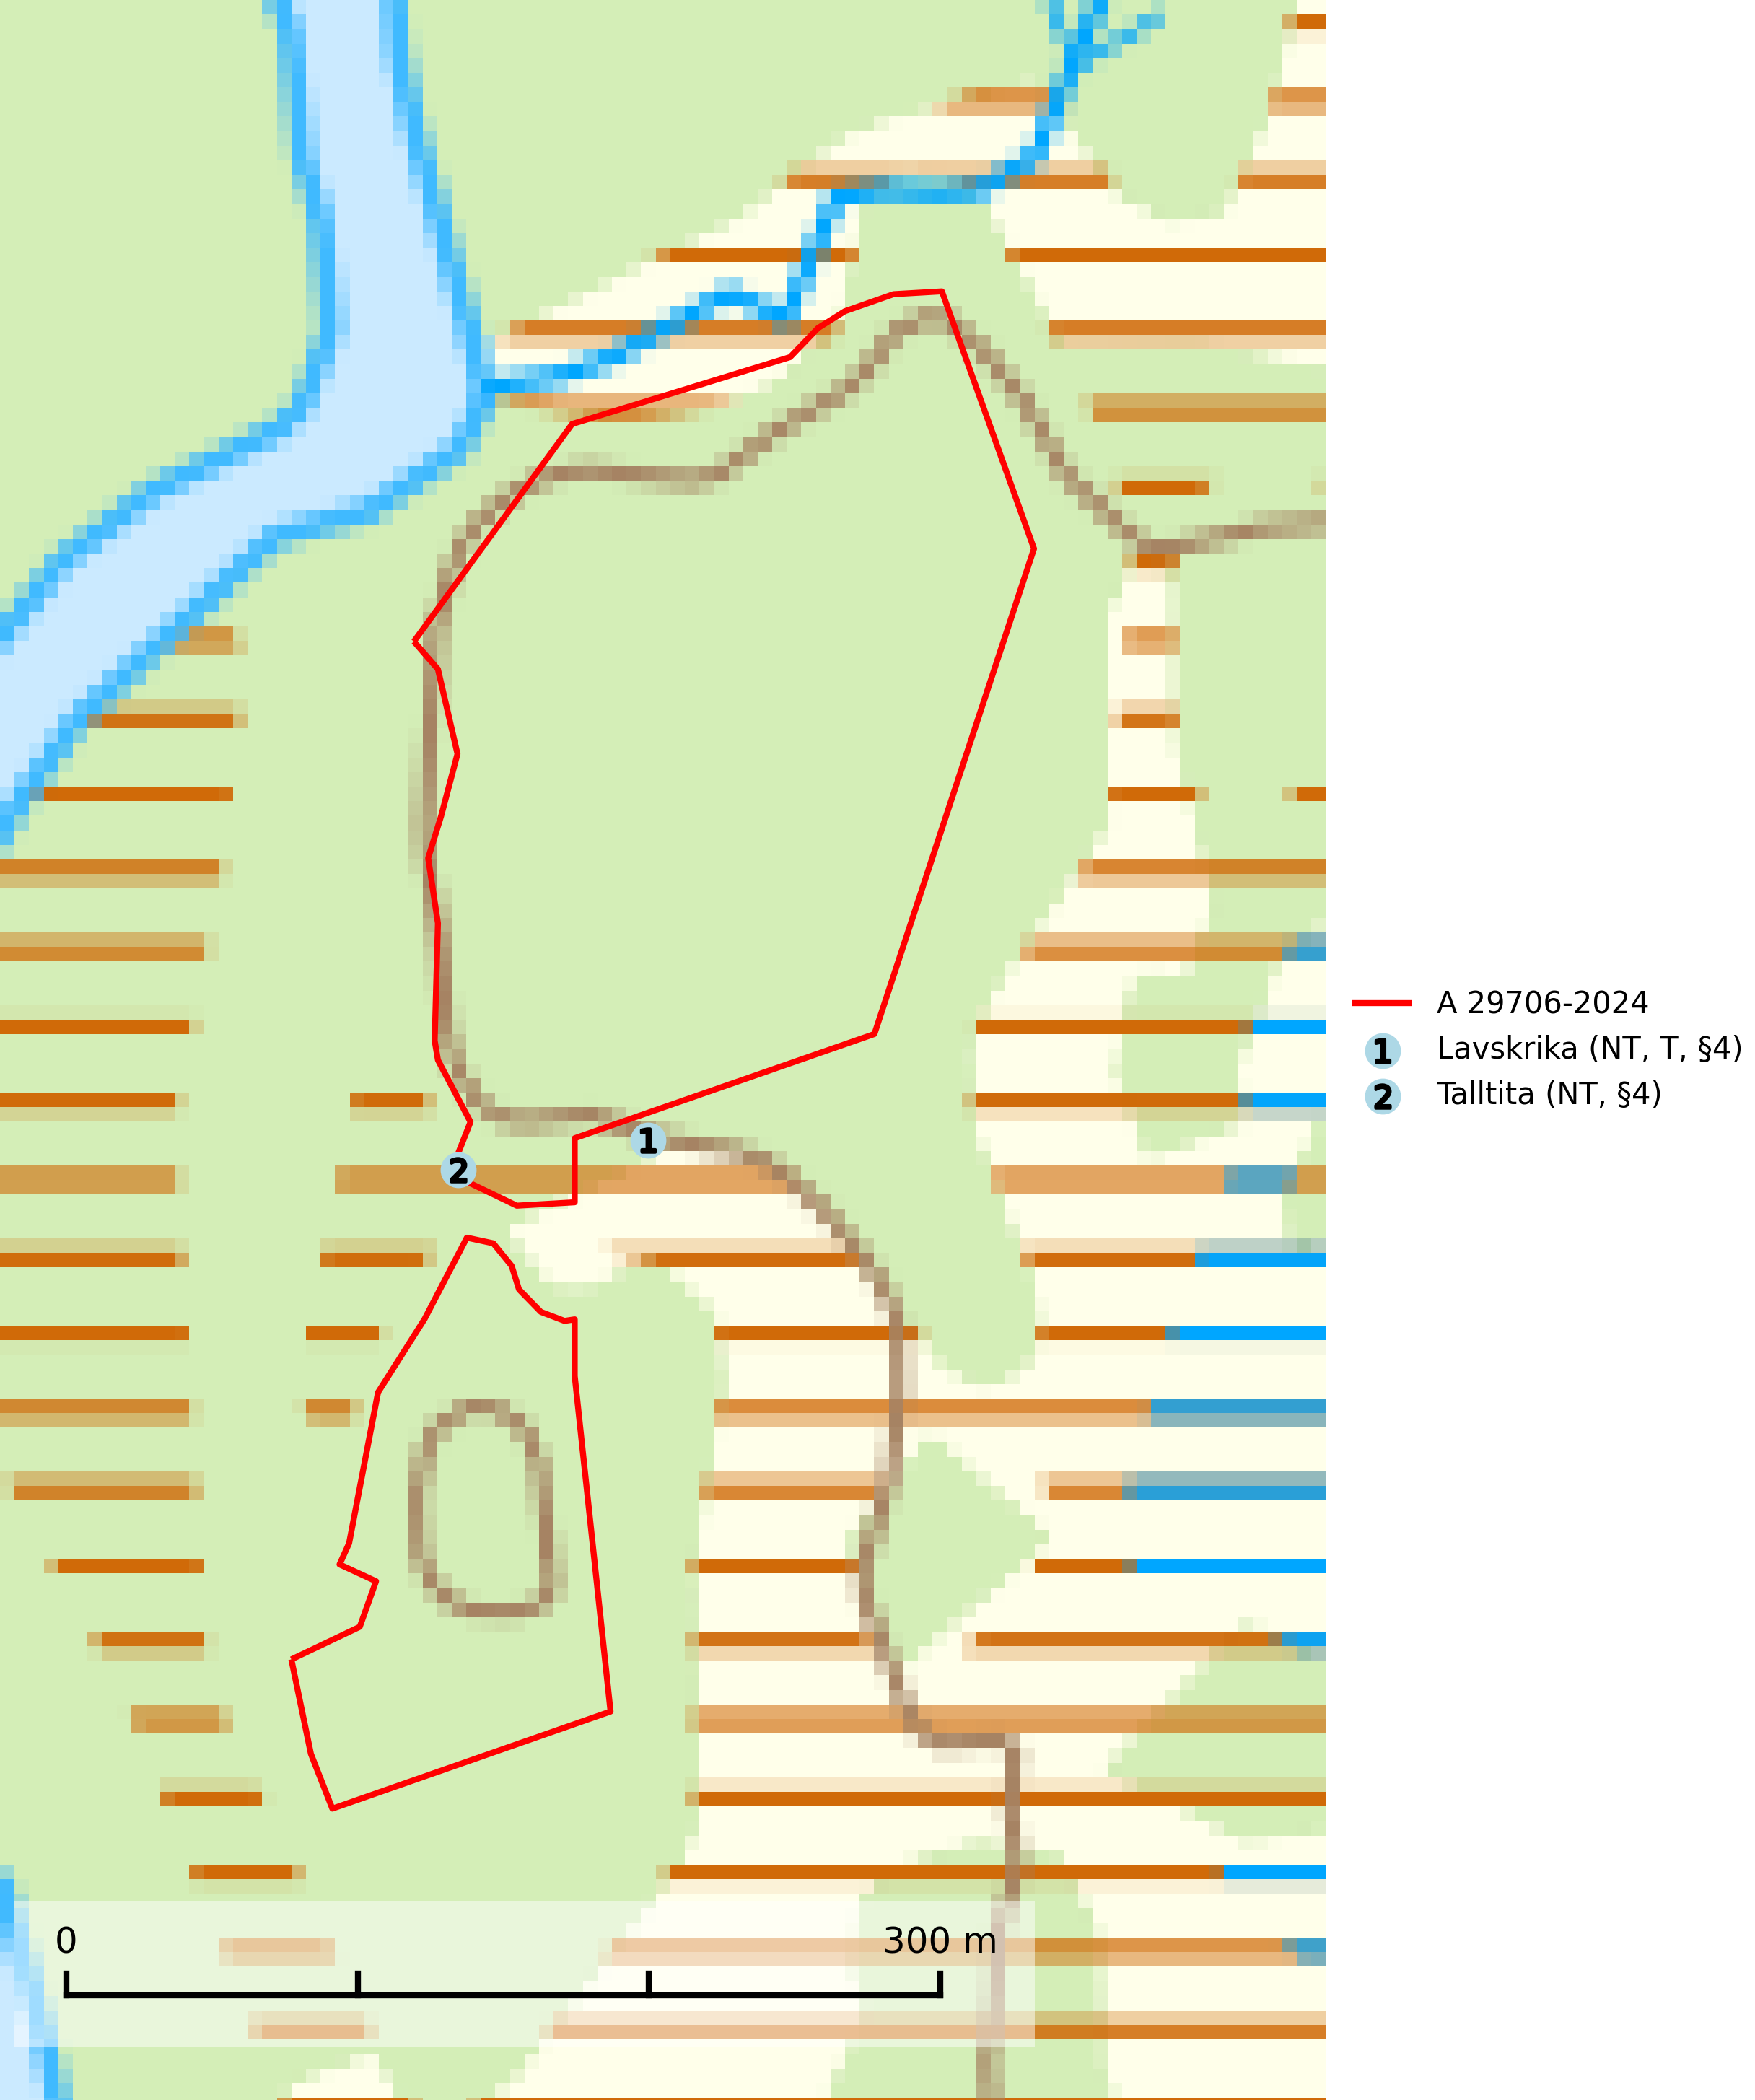 A 29706-2024
1 Lavskrika (NT, T, §4)
2 Talltita (NT, §4)
1
2
0 300 m